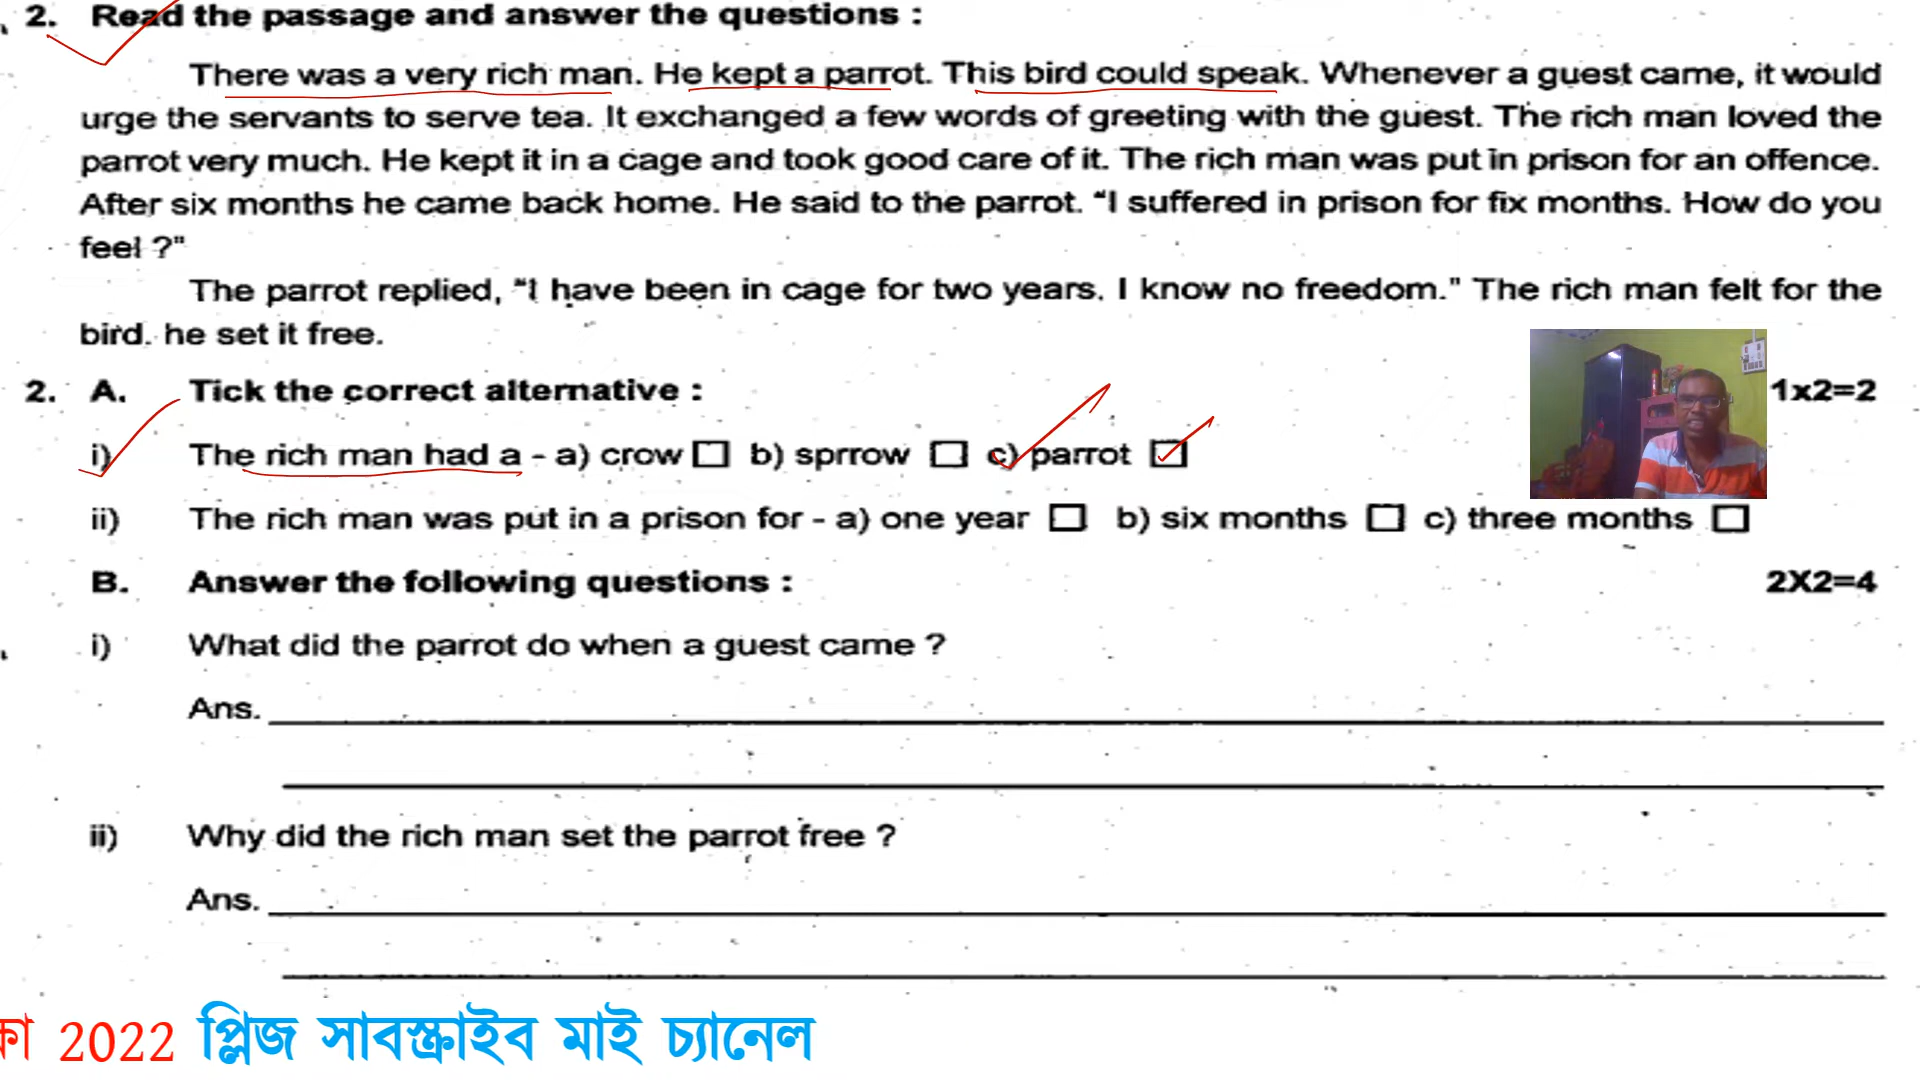 2. Read the passage and answer the questions :
There was a very rich man. He kept a parrot. This bird could speak. Whenever a guest came, it would
urge the servants to serve tea. It exchanged a few words of greeting with the guest. The rich man loved the
parrot very much. He kept it in a cage and took good care of it. The rich man was put in prison for an offence.
After six months he came back home. He said to the parrot. “I suffered in prison for fix months. How do you
feel ?"
The parrot replied, “I have been in cage for two years. I know no freedom." The rich man felt for the
bird. he set it free.
2. A. Tick the correct alternative : 1x2=2
i) The rich man had a - a) crow □ b) sprrow □ c) parrot □
ii) The rich man was put in a prison for - a) one year □ b) six months □ c) three months □
B. Answer the following questions : 2X2=4
i) What did the parrot do when a guest came ?
Ans.
ii) Why did the rich man set the parrot free ?
Ans.
2022 প্লিজ সাবস্ক্রাইব মাই চ্যানেল